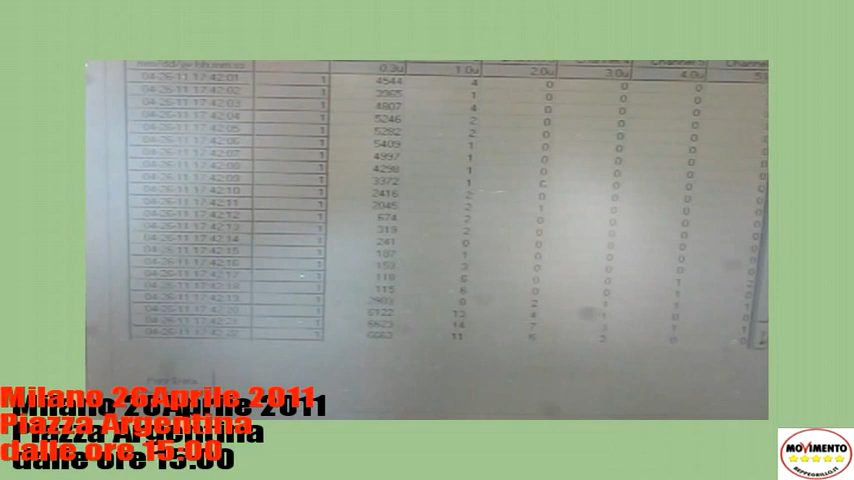 mm/dd/yy hh:mm:ss
0.3u 1.0u 2.0u 3.0u 4.0u
04-26-11 17:42:01 1 4544 4 0 0 0
04-26-11 17:42:02 1 3965 1 0 0 0
04-26-11 17:42:03 1 4807 4 0 0 0
04-26-11 17:42:04 1 5246 2 0 0 0
04-26-11 17:42:05 1 5282 2 0 0 0
04-26-11 17:42:06 1 5409 1 0 0 0
04-26-11 17:42:07 1 4997 1 0 0 0
04-26-11 17:42:08 1 4298 1 0 0 0
04-26-11 17:42:09 1 3372 1 0 0
04-26-11 17:42:10 1 2416 2 0 0
04-26-11 17:42:11 1 2045 2 1 0 0
04-26-11 17:42:12 1 674 2 0 0 0
04-26-11 17:42:13 1 319 2 0 0 0
04-26-11 17:42:14 1 241 0 0 0 0
04-26-11 17:42:15 1 187 1 0 0 0
04-26-11 17:42:16 1 153 3 0 0 0
04-26-11 17:42:17 1 118 0 0 1
04-26-11 17:42:18 1 115 6 0 0 1
04-26-11 17:42:19 1 8 2 1 1
04-26-11 17:42:20 1 6122 13 4 1 0
04-26-11 17:42:21 1 6623 14 7 3 1
04-26-11 17:42:22 1 11 0
Milano 26Aprile 2011
Piazza Argentina
dalle ore 15:00
MOVIMENTO
BEPPEGRILLO.IT